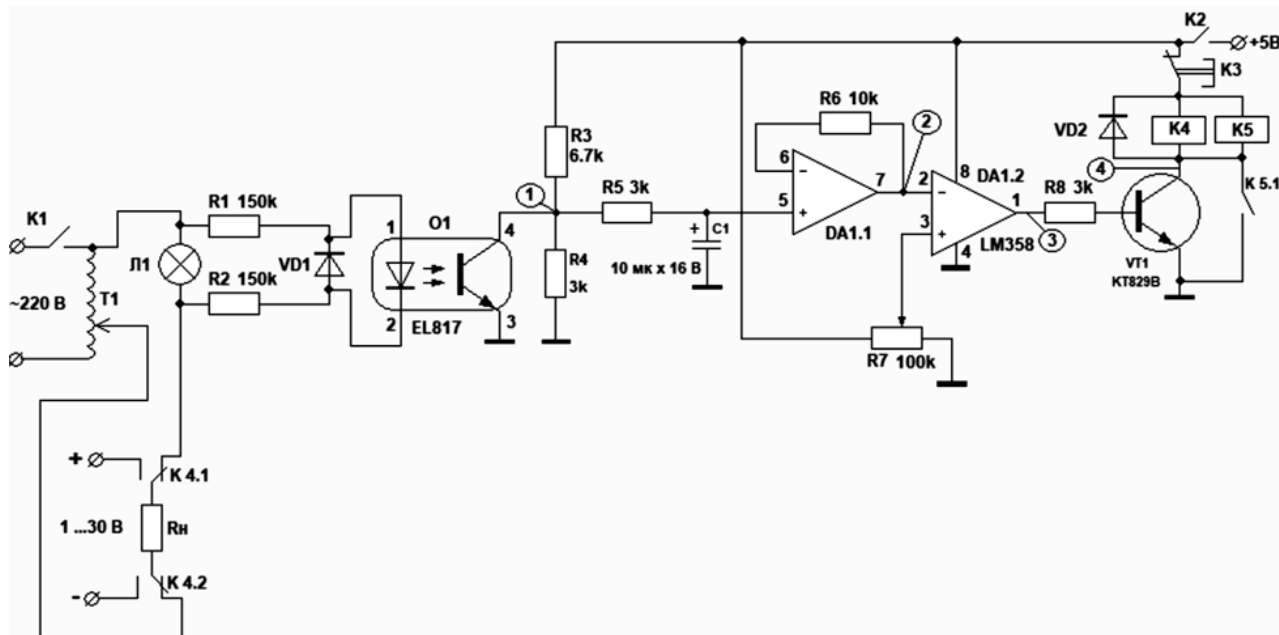 K2
+5В
K3
R6 10k
2
R3
6.7k
VD2
K4
K5
6
7
2
8
DA1.2
4
R5 3k
1
5
DA1.1
3
1
R8 3k
K 5.1
LM358
3
4
VT1
КТ829В
R1 150k
K1
1
O1
4
+
C1
10 мк x 16 В
R4
3k
Л1
VD1
R2 150k
T1
~220 В
2
3
EL817
R7 100k
+
K 4.1
1 ...30 В
Rн
-
K 4.2